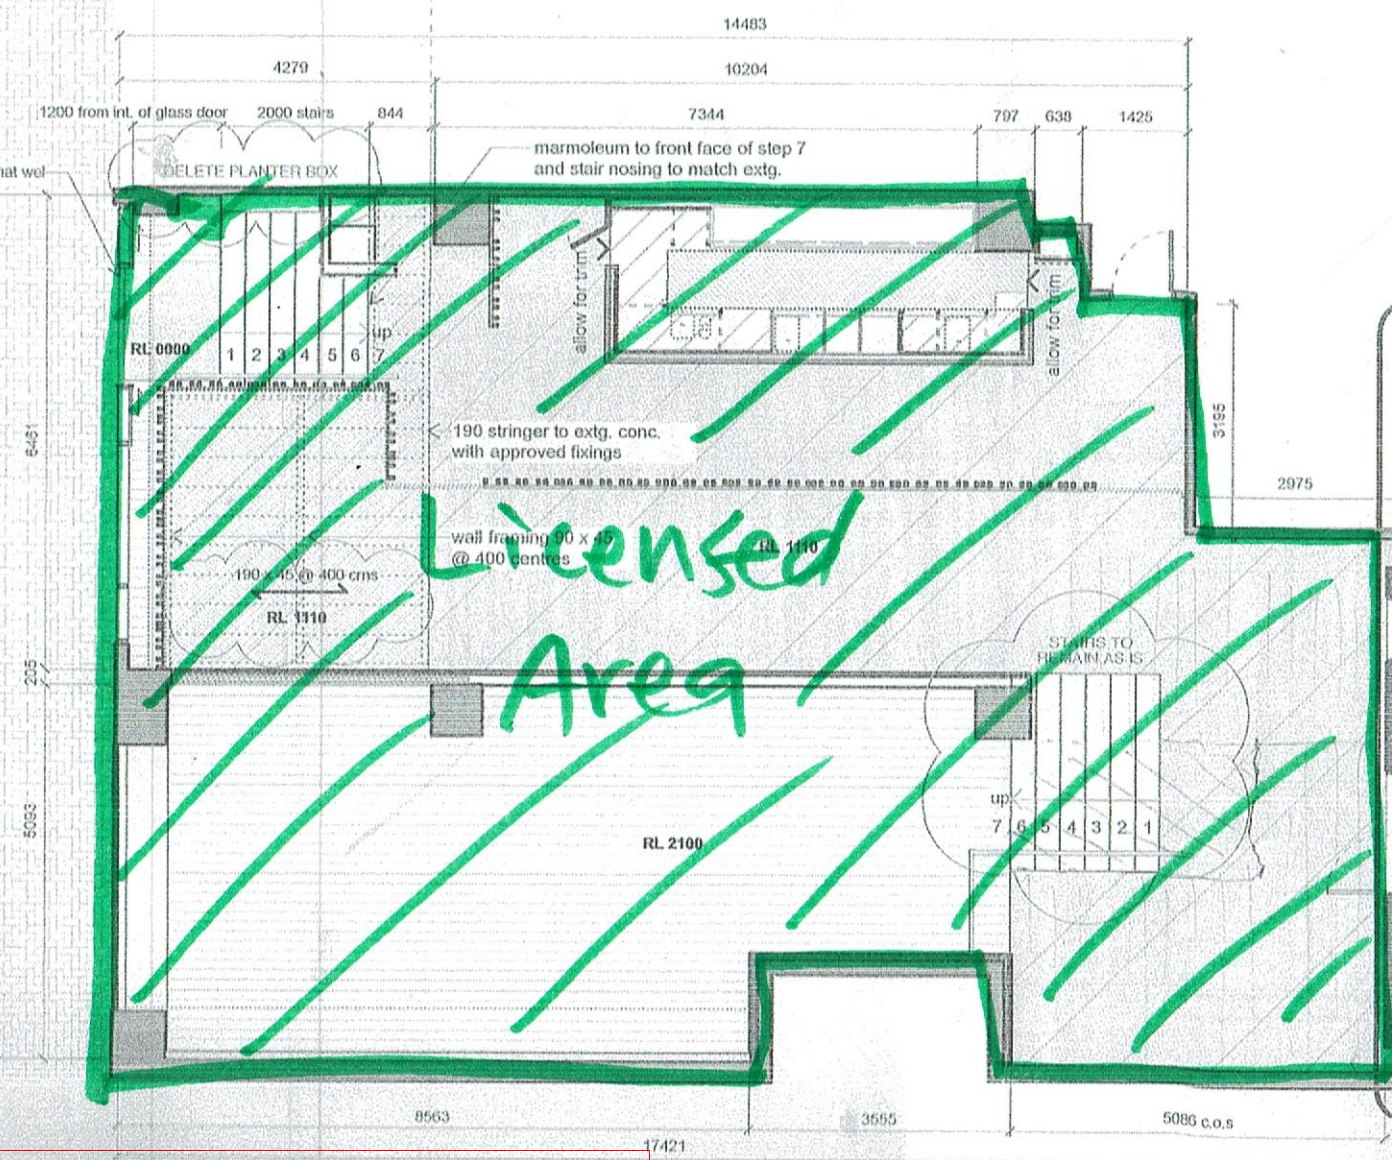 14483
4279
10204
1200 from int. of glass door
2000 stairs
844
7344
797
638
1425
marmoleum to front face of step 7
and stair nosing to match extg.
DELETE PLANTER BOX
allow for trim
allow for trim
up
RL 0000
1 2 3 4 5 6 7
190 stringer to extg. conc.
with approved fixings
3195
2975
6461
Licensed
wall framing 90 x 45
@ 400 centres
RL 1110
190 x 45 @ 400 crns
RL 1110
STAIRS TO
REMAIN AS IS
Area
205
up
7 6 5 4 3 2 1
5093
RL 2100
8563
3555
5086 c.o.s
17421